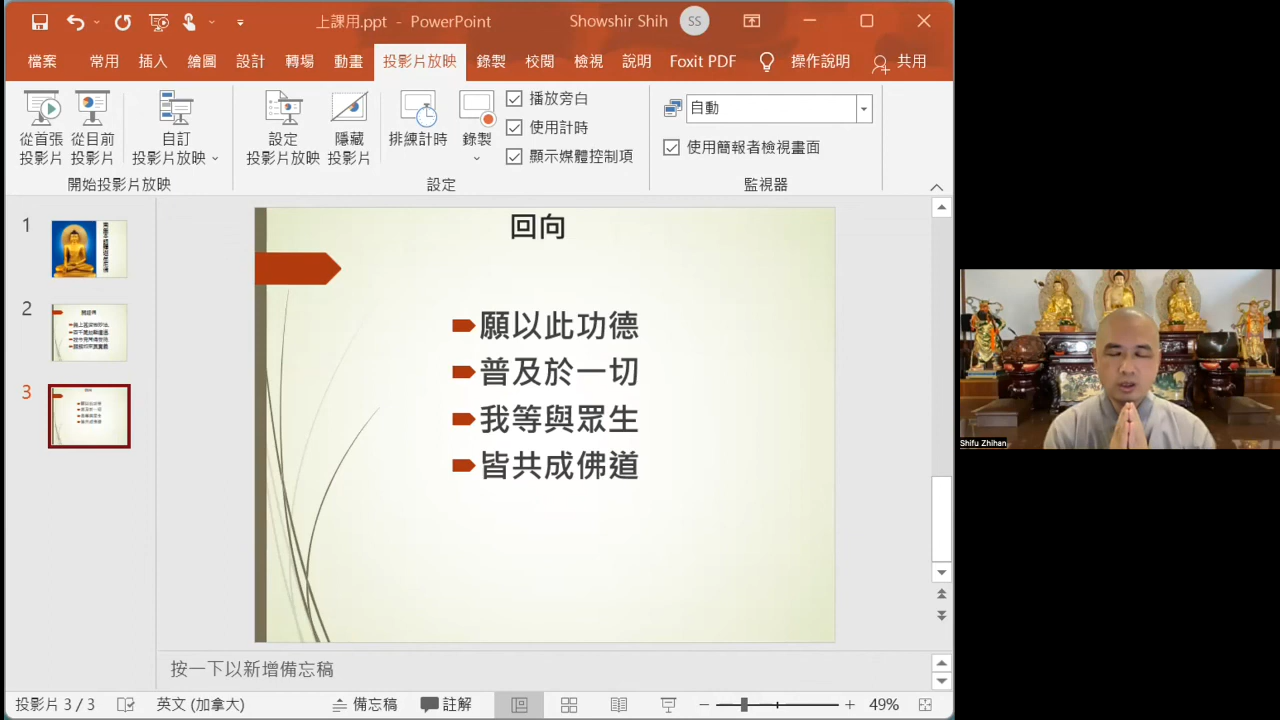 上課用.ppt - PowerPoint
Showshir Shih
SS
檔案 常用 插入 繪圖 設計 轉場 動畫 投影片放映 錄製 校閱 檢視 說明 Foxit PDF 操作說明 共用
從首張投影片
從目前投影片
自訂投影片放映
設定投影片放映
隱藏投影片
排練計時
錄製
播放旁白
使用計時
顯示媒體控制項
自動
使用簡報者檢視畫面
開始投影片放映
設定
監視器
1
2
3
回向
願以此功德
普及於一切
我等與眾生
皆共成佛道
Shifu Zhihan
按一下以新增備忘稿
投影片 3 / 3
英文 (加拿大)
備忘稿
註解
49%